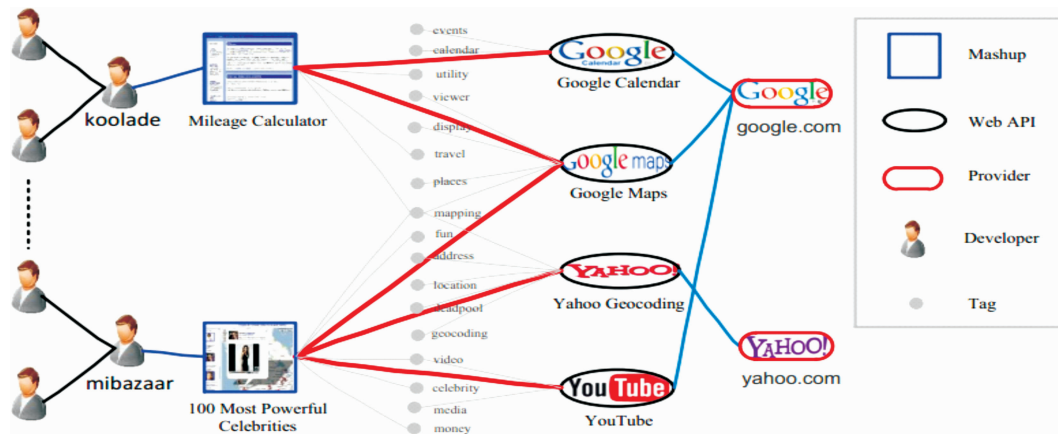 koolade
mibazaar
Mileage Calculator
100 Most Powerful
Celebrities
events
calendar
utility
viewer
display
travel
places
mapping
fun
address
location
deadpool
geocoding
video
celebrity
media
money
Google
Calendar
Google Calendar
Google maps
Google Maps
YAHOO!
Yahoo Geocoding
YouTube
YouTube
Google
google.com
YAHOO!
yahoo.com
Mashup
Web API
Provider
Developer
Tag